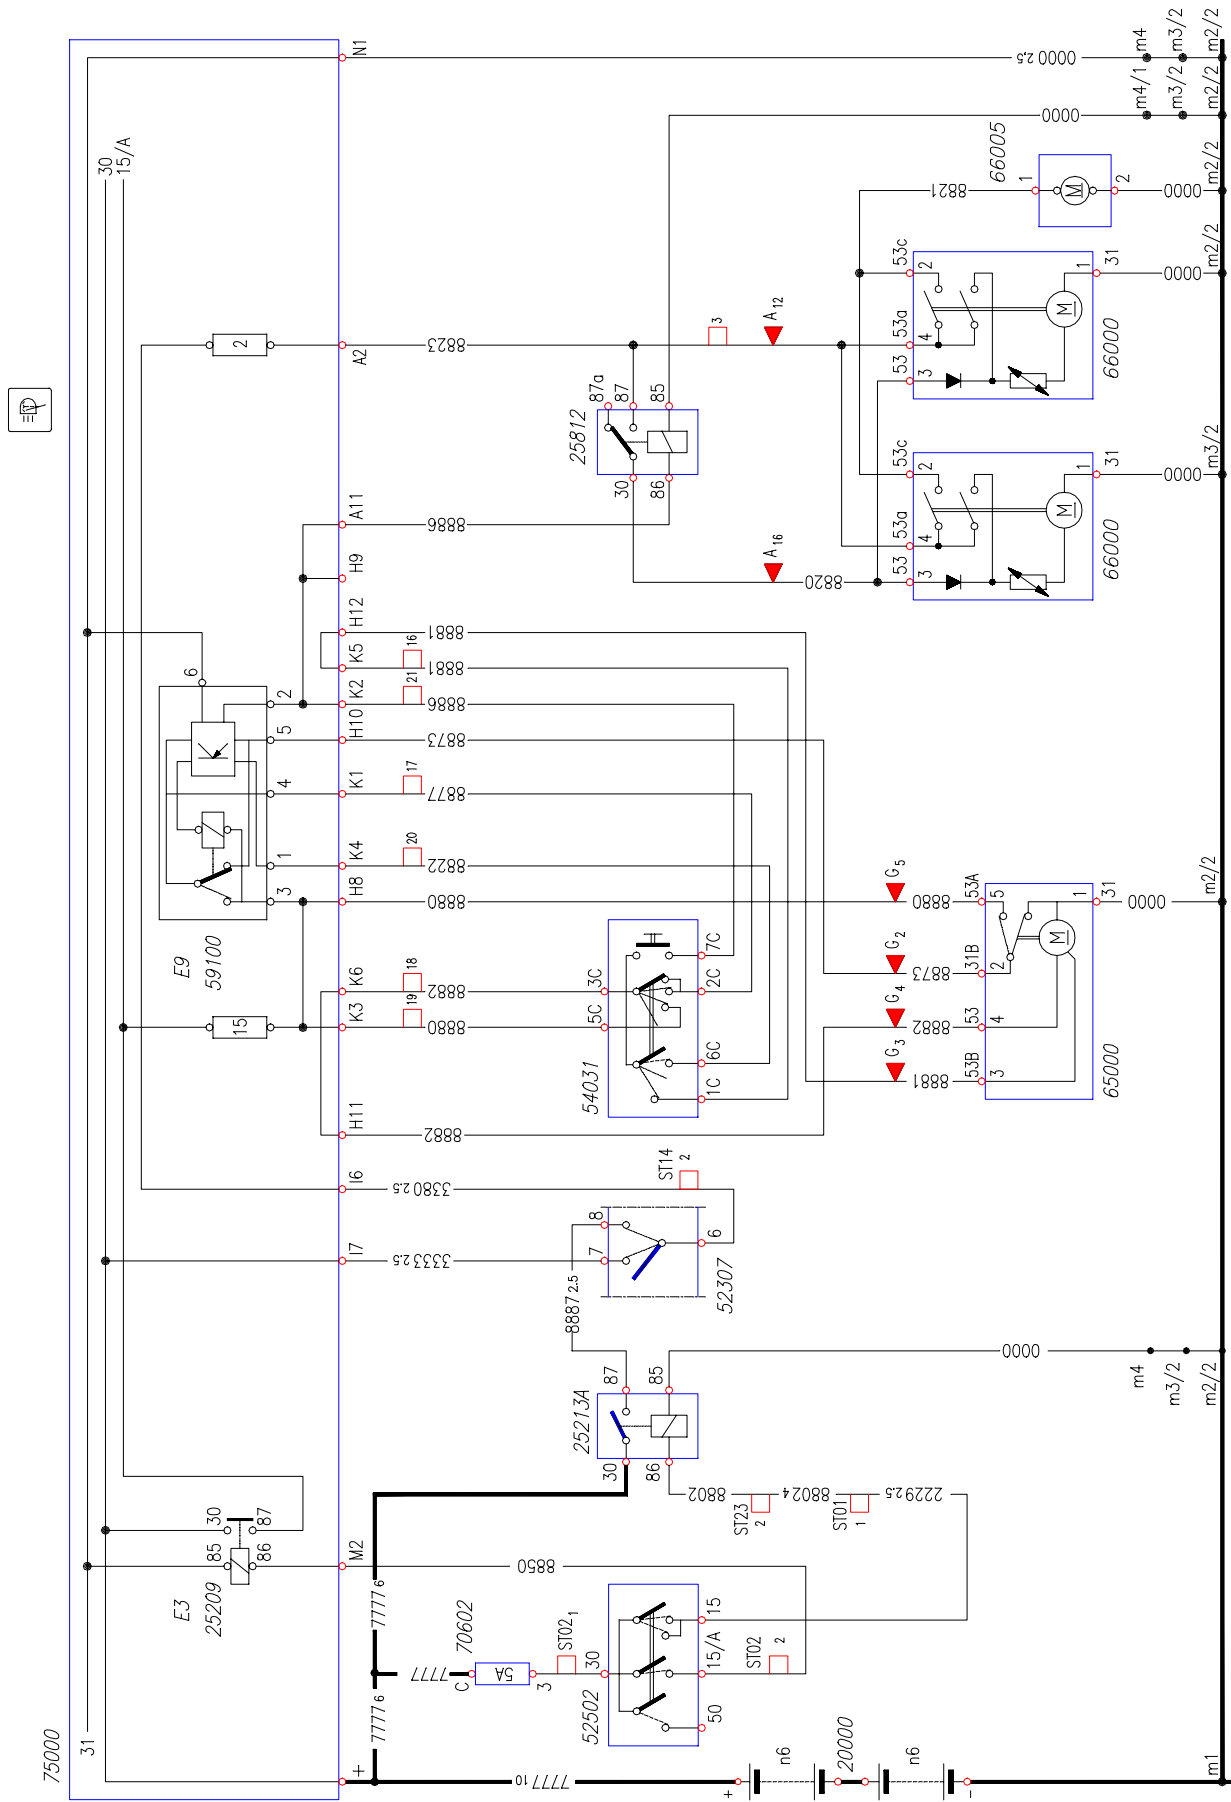 75000
31
30
15/A
E3
25209
85
30
86
87
M2
+
7777 10
7777 6
7777 6
7777
C
70602
5A
3
ST02 1
30
52502
50
15/A
15
ST02
2
8850
+
n6
20000
n6
-
m1
25213A
30
87
86
85
8802
ST23
2
8802 4
ST01
1
2229 2.5
0000
m4
m3/2
m2/2
8887 2.5
I7
3333 2.5
I6
3380 2.5
7
8
6
52307
ST14
2
H11
8882
15
K3
19
8880
K6
18
8882
5C
3C
54031
1C
6C
2C
7C
E9
59100
3
1
4
5
2
6
H8
8880
K4
20
8822
K1
17
8877
H10
8873
K2
21
8886
K5
16
8881
H12
8881
H9
A11
8886
G3
8881
53B
G4
8882
53
G2
8873
31B
G5
8880
53A
3
4
2
5
1
31
65000
0000
m2/2
2
A2
8823
3
A12
25812
87a
87
85
30
86
A16
8820
53
53a
53c
3
4
2
1
31
66000
0000
m3/2
53
53a
53c
3
4
2
1
31
66000
0000
m2/2
8821
66005
1
M
2
0000
m2/2
0000
m4/1
m3/2
m2/2
N1
0000 2,5
m4
m3/2
m2/2
M
M
M